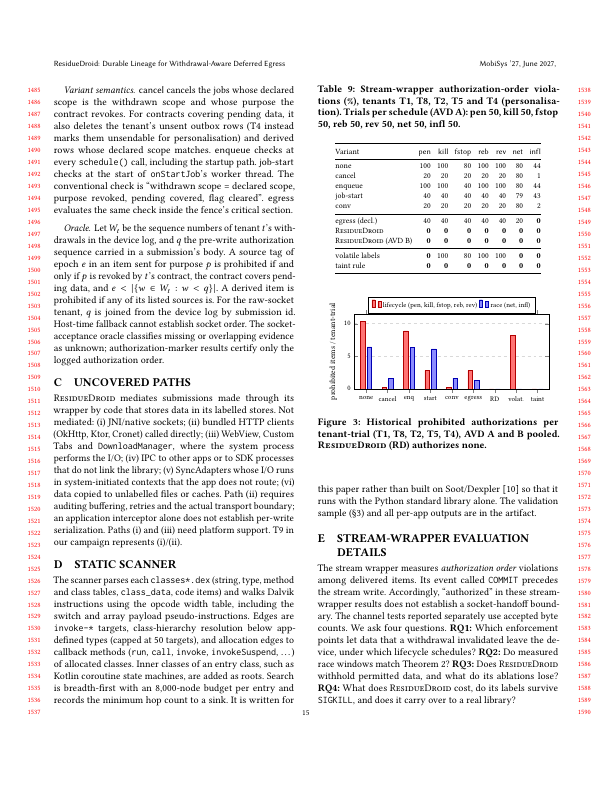 ResidueDroid: Durable Lineage for Withdrawal-Aware Deferred Egress
MobiSys '27, June 2027,
1485 Variant semantics. cancel cancels the jobs whose declared
1486 scope is the withdrawn scope and whose purpose the
1487 contract revokes. For contracts covering pending data, it
1488 also deletes the tenant's unsent outbox rows (T4 instead
1489 marks them unsendable for personalisation) and derived
1490 rows whose declared scope matches. enqueue checks at
1491 every schedule() call, including the startup path. job-start
1492 checks at the start of onStartJob's worker thread. The
1493 conventional check is "withdrawn scope = declared scope,
1494 purpose revoked, pending covered, flag cleared". egress
1495 evaluates the same check inside the fence's critical section.
1496
1497 Oracle. Let Wt be the sequence numbers of tenant t's with-
1498 drawals in the device log, and q the pre-write authorization
1499 sequence carried in a submission's body. A source tag of
1500 epoch e in an item sent for purpose p is prohibited if and
1501 only if p is revoked by t's contract, the contract covers pend-
1502 ing data, and e < |{w ∈ Wt : w < q}|. A derived item is
1503 prohibited if any of its listed sources is. For the raw-socket
1504 tenant, q is joined from the device log by submission id.
1505 Host-time fallback cannot establish socket order. The socket-
1506 acceptance oracle classifies missing or overlapping evidence
1507 as unknown; authorization-marker results certify only the
1508 logged authorization order.
1509
1510 C UNCOVERED PATHS
1511 ResidueDroid mediates submissions made through its
1512 wrapper by code that stores data in its labelled stores. Not
1513 mediated: (i) JNI/native sockets; (ii) bundled HTTP clients
1514 (OkHttp, Ktor, Cronet) called directly; (iii) WebView, Custom
1515 Tabs and DownloadManager, where the system process
1516 performs the I/O; (iv) IPC to other apps or to SDK processes
1517 that do not link the library; (v) SyncAdapters whose I/O runs
1518 in system-initiated contexts that the app does not route; (vi)
1519 data copied to unlabelled files or caches. Path (ii) requires
1520 auditing buffering, retries and the actual transport boundary;
1521 an application interceptor alone does not establish per-write
1522 serialization. Paths (i) and (iii) need platform support. T9 in
1523 our campaign represents (i)/(ii).
1524
1525 D STATIC SCANNER
1526 The scanner parses each classes*.dex (string, type, method
1527 and class tables, class_data, code items) and walks Dalvik
1528 instructions using the opcode width table, including the
1529 switch and array payload pseudo-instructions. Edges are
1530 invoke-* targets, class-hierarchy resolution below app-
1531 defined types (capped at 50 targets), and allocation edges to
1532 callback methods (run, call, invoke, invokeSuspend, ...)
1533 of allocated classes. Inner classes of an entry class, such as
1534 Kotlin coroutine state machines, are added as roots. Search
1535 is breadth-first with an 8,000-node budget per entry and
1536 records the minimum hop count to a sink. It is written for
1537
Table 9: Stream-wrapper authorization-order viola-
tions (%), tenants T1, T8, T2, T5 and T4 (personalisa-
tion). Trials per schedule (AVD A): pen 50, kill 50, fstop
50, reb 50, rev 50, net 50, infl 50.
Variant pen kill fstop reb rev net infl
none 100 100 80 100 100 80 44
cancel 20 20 20 20 20 80 1
enqueue 100 100 40 100 100 80 44
job-start 40 40 40 40 40 79 43
conv 20 20 20 20 20 80 2
egress (decl.) 40 40 40 40 40 20 0
ResidueDroid 0 0 0 0 0 0 0
ResidueDroid (AVD B) 0 0 0 0 0 0 0
volatile labels 0 100 80 100 100 0 0
taint rule 0 0 0 0 0 0 0
prohibited items / tenant-trial
lifecycle (pen, kill, fstop, reb, rev) race (net, infl)
10
5
0
none cancel enq start conv egress RD volat. taint
Figure 3: Historical prohibited authorizations per
tenant-trial (T1, T8, T2, T5, T4), AVD A and B pooled.
ResidueDroid (RD) authorizes none.
this paper rather than built on Soot/Dexpler [10] so that it
runs with the Python standard library alone. The validation
sample (§3) and all per-app outputs are in the artifact.
E STREAM-WRAPPER EVALUATION
DETAILS
The stream wrapper measures authorization order violations
among delivered items. Its event called COMMIT precedes
the stream write. Accordingly, "authorized" in these stream-
wrapper results does not establish a socket-handoff bound-
ary. The channel tests reported separately use accepted byte
counts. We ask four questions. RQ1: Which enforcement
points let data that a withdrawal invalidated leave the de-
vice, under which lifecycle schedules? RQ2: Do measured
race windows match Theorem 2? RQ3: Does ResidueDroid
withhold permitted data, and what do its ablations lose?
RQ4: What does ResidueDroid cost, do its labels survive
SIGKILL, and does it carry over to a real library?
1538
1539
1540
1541
1542
1543
1544
1545
1546
1547
1548
1549
1550
1551
1552
1553
1554
1555
1556
1557
1558
1559
1560
1561
1562
1563
1564
1565
1566
1567
1568
1569
1570
1571
1572
1573
1574
1575
1576
1577
1578
1579
1580
1581
1582
1583
1584
1585
1586
1587
1588
1589
1590
15